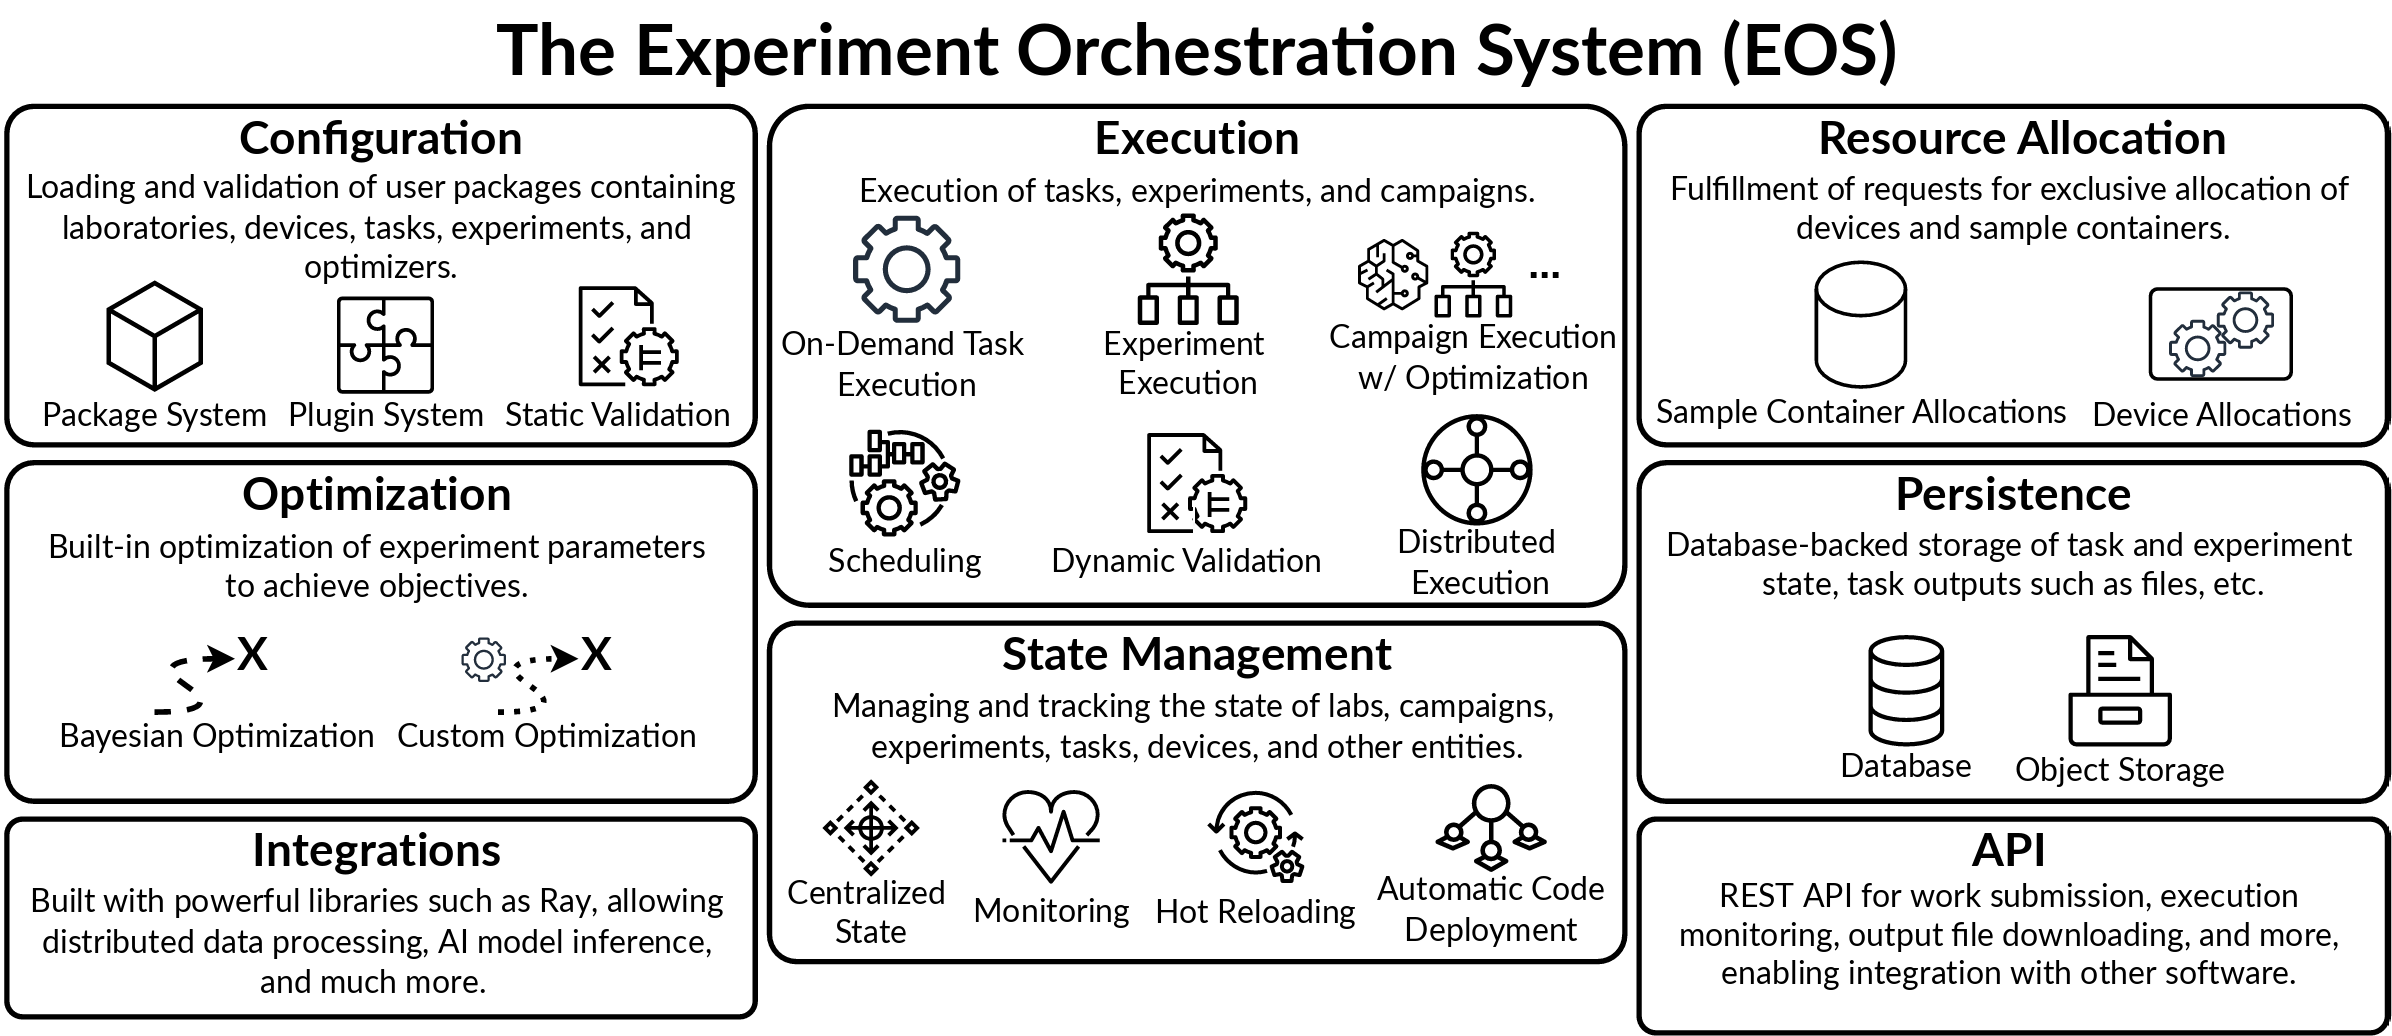 The Experiment Orchestration System (EOS)
Configuration
Loading and validation of user packages containing
laboratories, devices, tasks, experiments, and
optimizers.
Package System
Plugin System
Static Validation
Optimization
Built-in optimization of experiment parameters
to achieve objectives.
X
X
Bayesian Optimization
Custom Optimization
Integrations
Built with powerful libraries such as Ray, allowing
distributed data processing, AI model inference,
and much more.
Execution
Execution of tasks, experiments, and campaigns.
...
On-Demand Task
Execution
Experiment
Execution
Campaign Execution
w/ Optimization
Scheduling
Dynamic Validation
Distributed
Execution
State Management
Managing and tracking the state of labs, campaigns,
experiments, tasks, devices, and other entities.
Centralized
State
Monitoring
Hot Reloading
Automatic Code
Deployment
Resource Allocation
Fulfillment of requests for exclusive allocation of
devices and sample containers.
Sample Container Allocations
Device Allocations
Persistence
Database-backed storage of task and experiment
state, task outputs such as files, etc.
Database
Object Storage
API
REST API for work submission, execution
monitoring, output file downloading, and more,
enabling integration with other software.